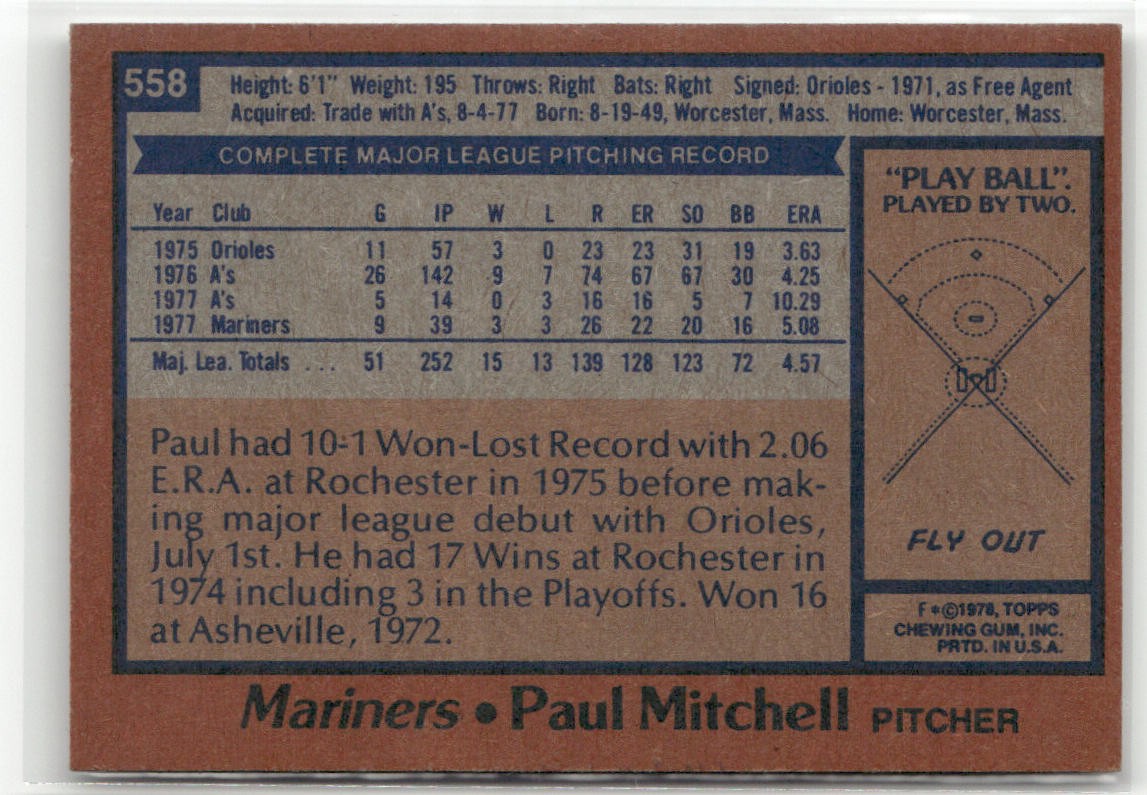 558
Height: 6'1" Weight: 195 Throws: Right Bats: Right Signed: Orioles - 1971, as Free Agent
Acquired: Trade with A's, 8-4-77 Born: 8-19-49, Worcester, Mass. Home: Worcester, Mass.
COMPLETE MAJOR LEAGUE PITCHING RECORD
Year Club G IP W L R ER SO BB ERA
1975 Orioles 11 57 3 0 23 23 31 19 3.63
1976 A's 26 142 9 7 74 67 67 30 4.25
1977 A's 5 14 0 3 16 16 5 7 10.29
1977 Mariners 9 39 3 3 26 22 20 16 5.08
Maj. Lea. Totals ... 51 252 15 13 139 128 123 72 4.57
Paul had 10-1 Won-Lost Record with 2.06
E.R.A. at Rochester in 1975 before mak-
ing major league debut with Orioles,
July 1st. He had 17 Wins at Rochester in
1974 including 3 in the Playoffs. Won 16
at Asheville, 1972.
"PLAY BALL".
PLAYED BY TWO.
FLY OUT
F*©1978, TOPPS
CHEWING GUM, INC.
PRTD. IN U.S.A.
Mariners • Paul Mitchell PITCHER